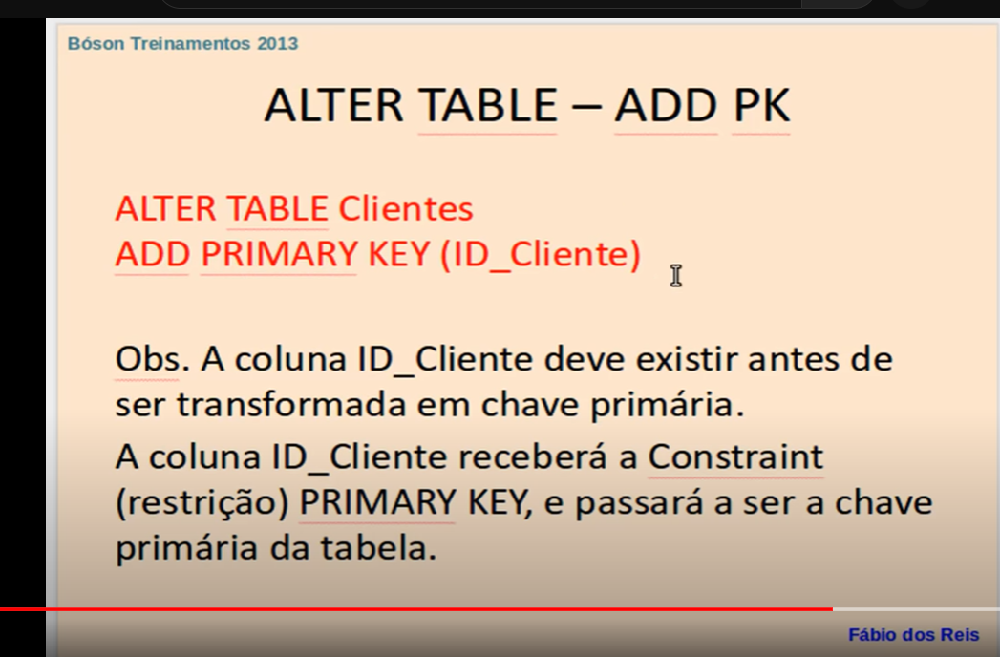 Bóson Treinamentos 2013
ALTER TABLE – ADD PK
ALTER TABLE Clientes
ADD PRIMARY KEY (ID_Cliente)
Obs. A coluna ID_Cliente deve existir antes de
ser transformada em chave primária.
A coluna ID_Cliente receberá a Constraint
(restrição) PRIMARY KEY, e passará a ser a chave
primária da tabela.
Fábio dos Reis